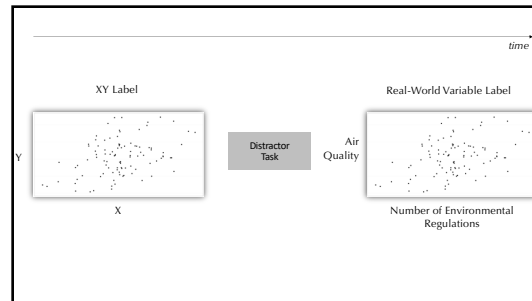 time
XY Label
Real-World Variable Label
Y
Distractor
Task
Air
Quality
X
Number of Environmental
Regulations